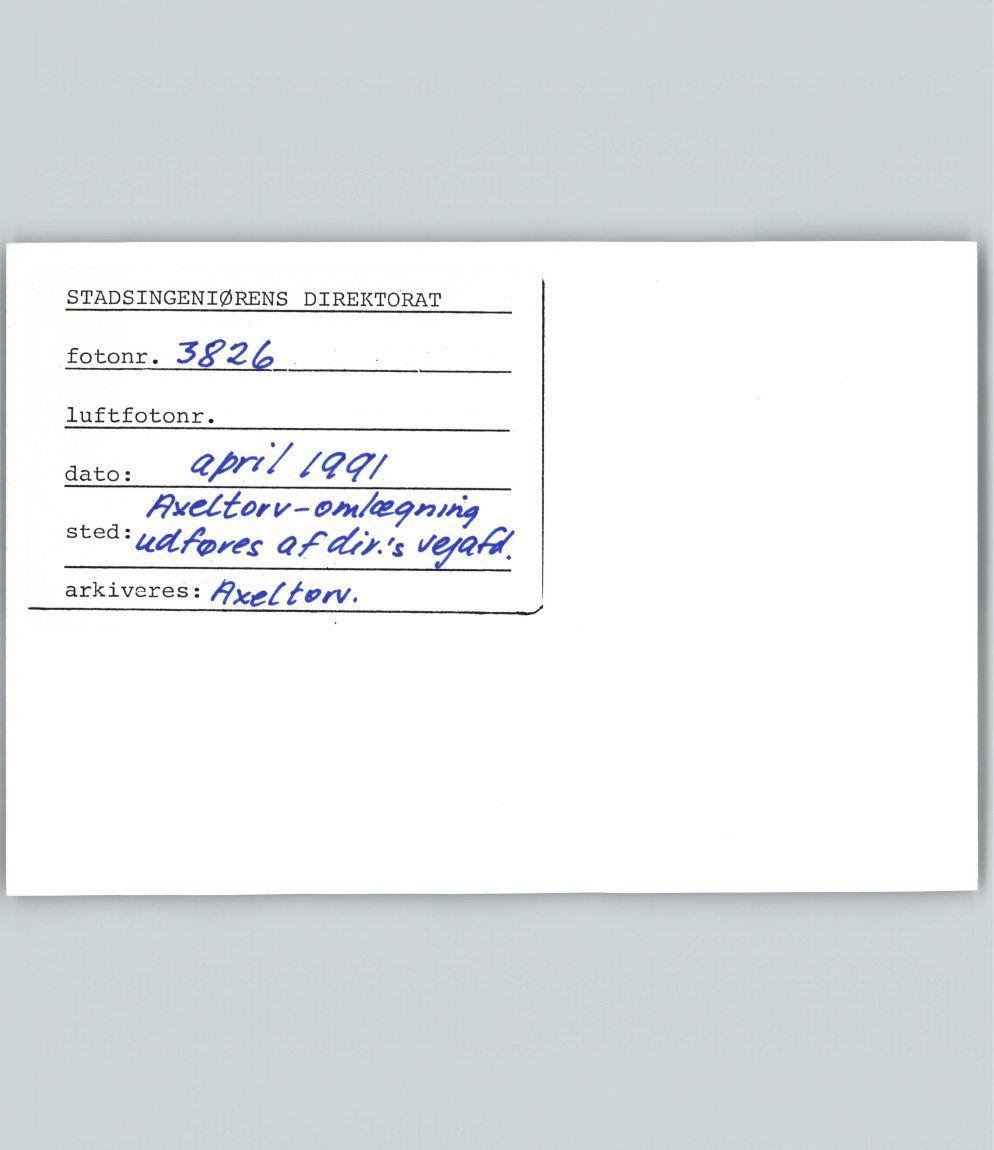 STADSINGENIØRENS DIREKTORAT
fotonr. 3826
luftfotonr.
dato: april 1991
Axeltorv-omlægning
sted: udføres af dir.'s vejafd.
arkiveres: Axeltorv.